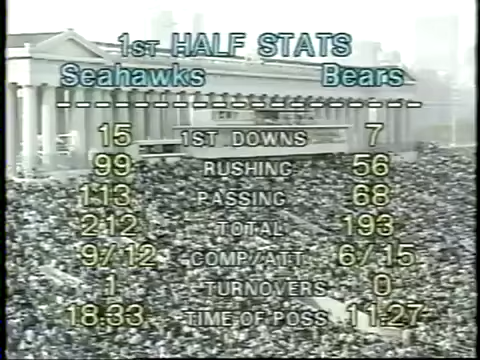 1ST HALF STATS
Seahawks Bears
15 1ST DOWNS 7
99 RUSHING 56
113 PASSING 68
212 TOTAL 193
9/12 COMP/ATT 6/15
1 TURNOVERS 0
18:33 TIME OF POSS 11:27